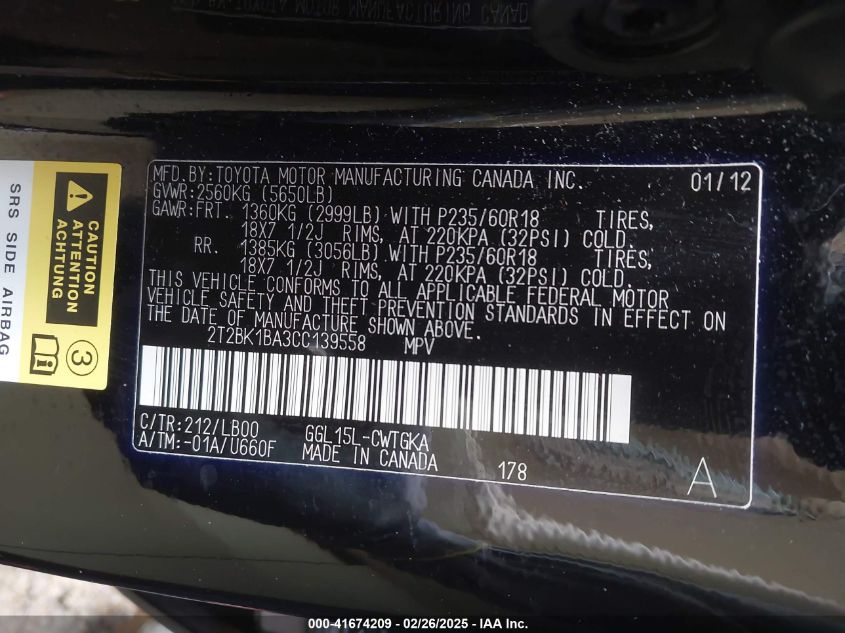 MFD. BY: TOYOTA MOTOR MANUFACTURING CANADA INC. 01/12
GVWR: 2560KG (5650LB)
GAWR: FRT. 1360KG (2999LB) WITH P235/60R18 TIRES,
18X7 1/2J RIMS, AT 220KPA (32PSI) COLD.
RR. 1385KG (3056LB) WITH P235/60R18 TIRES,
18X7 1/2J RIMS, AT 220KPA (32PSI) COLD.
THIS VEHICLE CONFORMS TO ALL APPLICABLE FEDERAL MOTOR
VEHICLE SAFETY AND THEFT PREVENTION STANDARDS IN EFFECT ON
THE DATE OF MANUFACTURE SHOWN ABOVE.
2T2BK1BA3CC139558 MPV
C/TR: 212/LB00 GGL15L-CWTGKA
A/TM: -01A/U660F MADE IN CANADA 178 A
SRS SIDE AIRBAG
CAUTION
ATTENTION
ACHTUNG
3
000-41674209 - 02/26/2025 - IAA Inc.